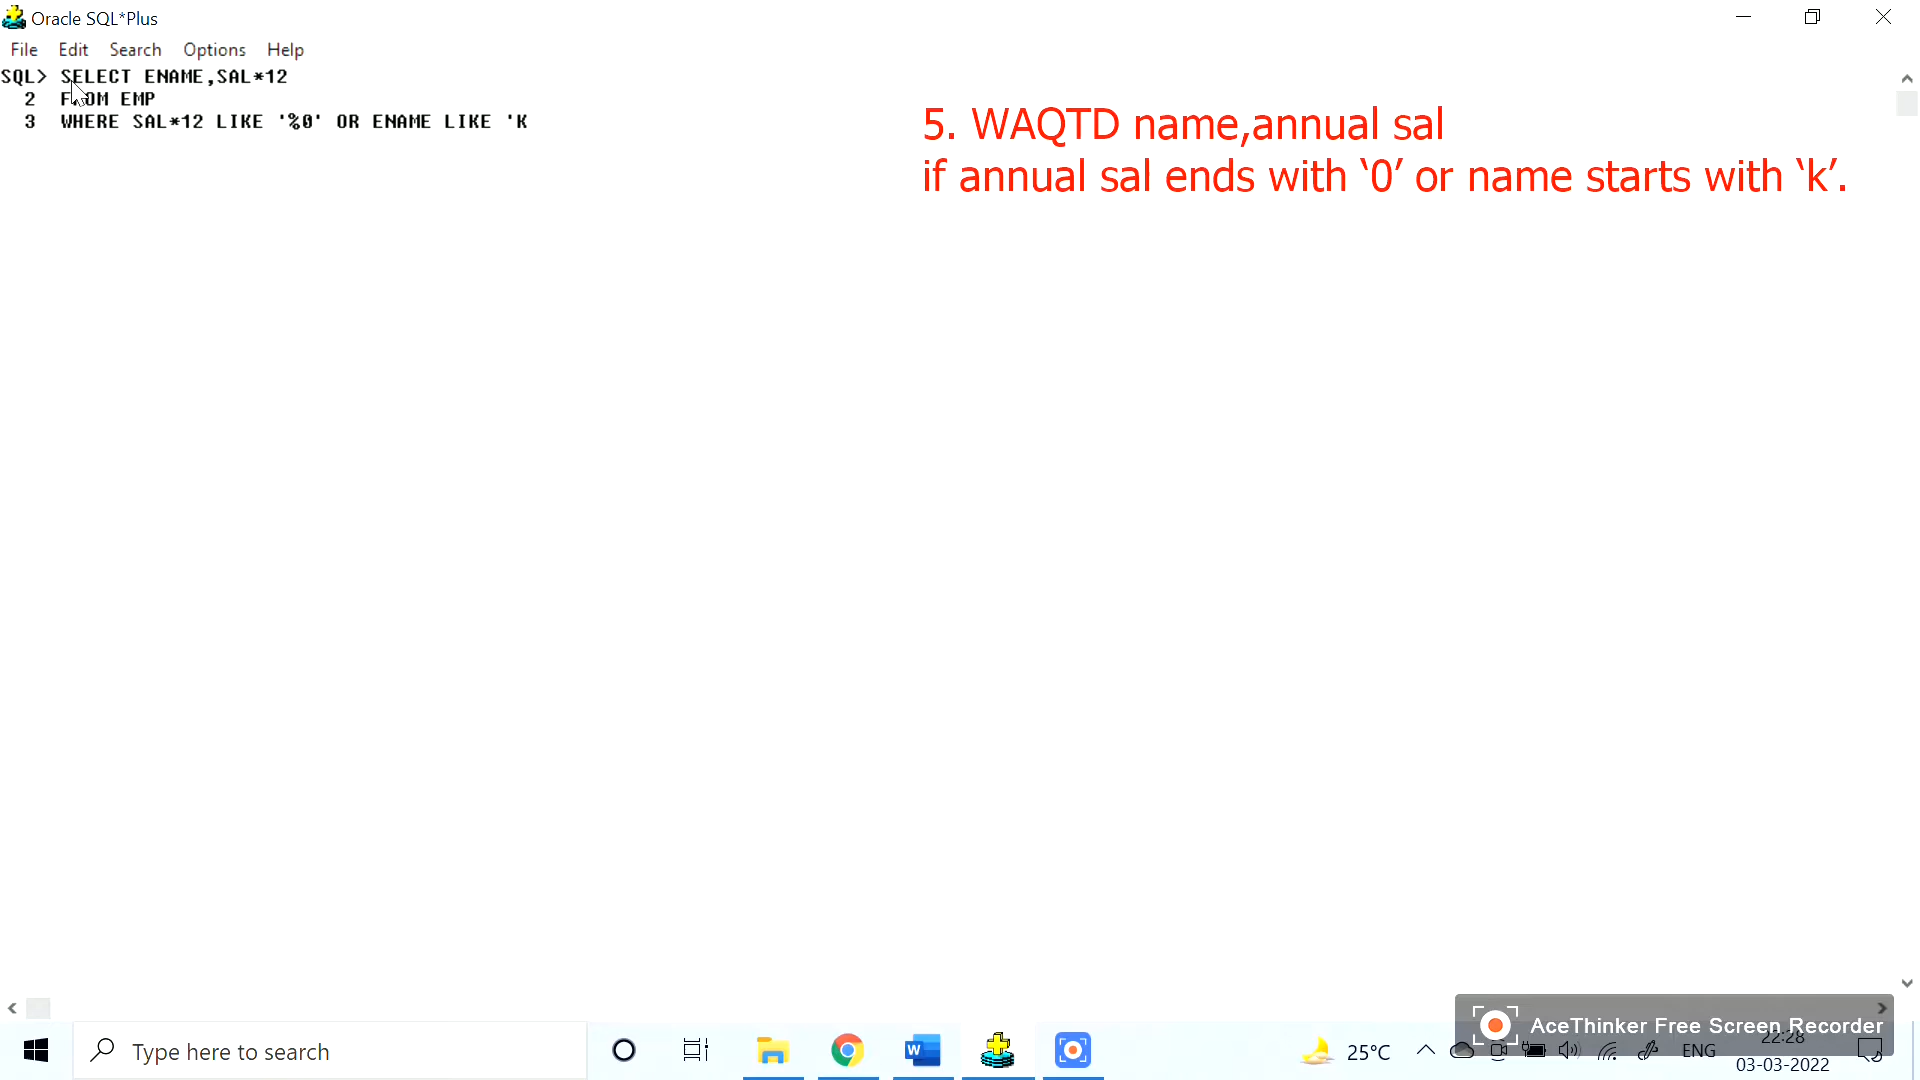 Oracle SQL*Plus
File Edit Search Options Help
SQL> SELECT ENAME,SAL*12
2 FROM EMP
3 WHERE SAL*12 LIKE '%0' OR ENAME LIKE 'K
5. WAQTD name,annual sal
if annual sal ends with ‘0’ or name starts with ‘k’.
AceThinker Free Screen Recorder
Type here to search
25°C
ENG
22:28
03-03-2022